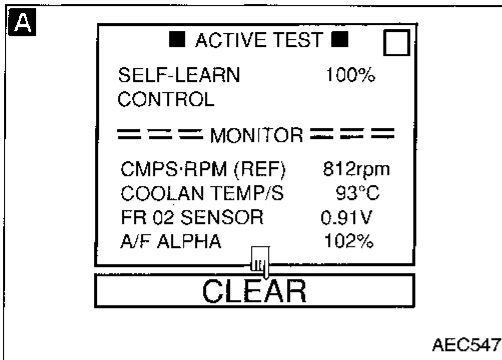 A
■ ACTIVE TEST ■
SELF-LEARN 100%
CONTROL
=== MONITOR ===
CMPS·RPM (REF) 812rpm
COOLAN TEMP/S 93°C
FR 02 SENSOR 0.91V
A/F ALPHA 102%
CLEAR
AEC547